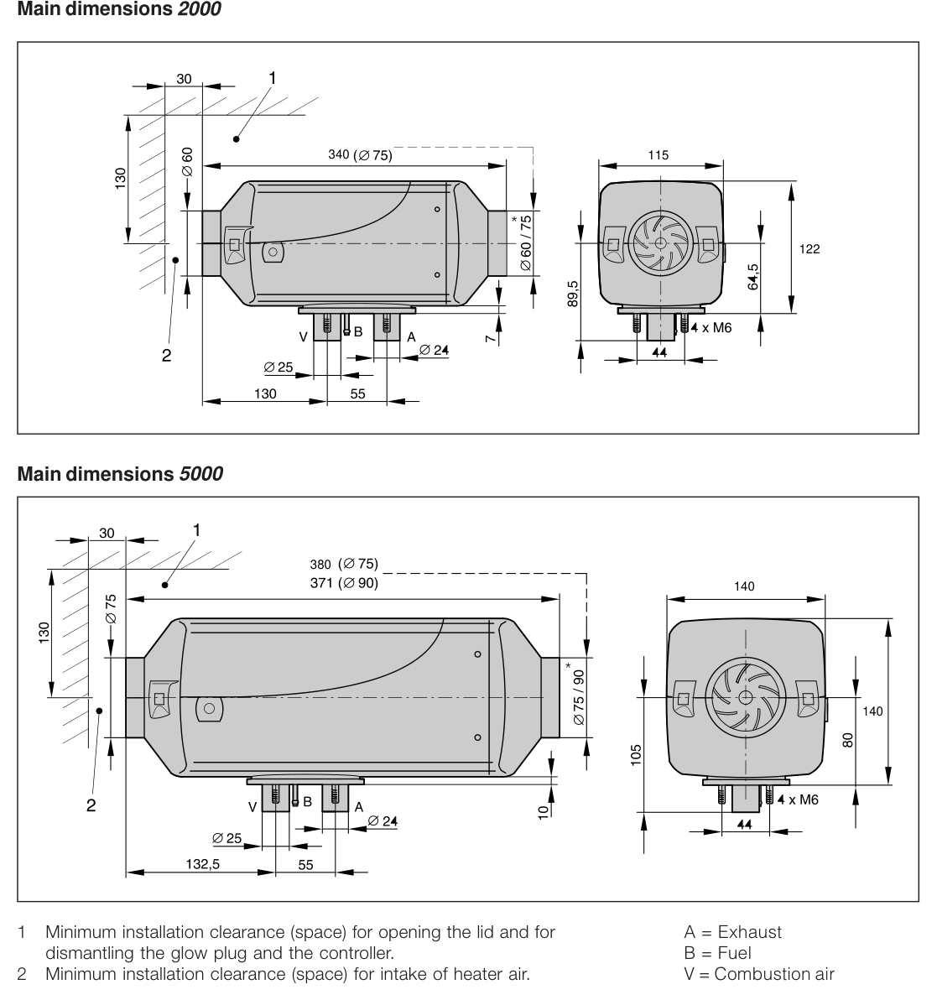 Main dimensions 2000
30
1
340 (∅ 75)
115
∅ 60
130
*
∅ 60 / 75
122
64,5
89,5
V
B
A
7
4 x M6
2
∅ 24
44
∅ 25
130
55
Main dimensions 5000
30
1
380 (∅ 75)
371 (∅ 90)
140
∅ 75
130
*
∅ 75 / 90
140
80
105
V
B
A
10
4 x M6
2
∅ 24
44
∅ 25
132,5
55
1 Minimum installation clearance (space) for opening the lid and for
dismantling the glow plug and the controller.
2 Minimum installation clearance (space) for intake of heater air.
A = Exhaust
B = Fuel
V = Combustion air